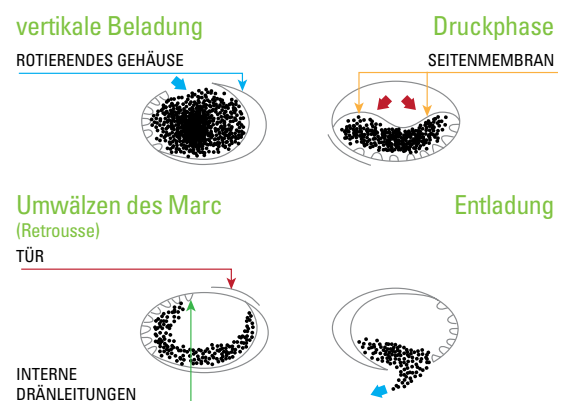 vertikale Beladung
ROTIERENDES GEHÄUSE
Druckphase
SEITENMEMBRAN
Umwälzen des Marc
(Retrousse)
TÜR
INTERNE
DRÄNLEITUNGEN
Entladung